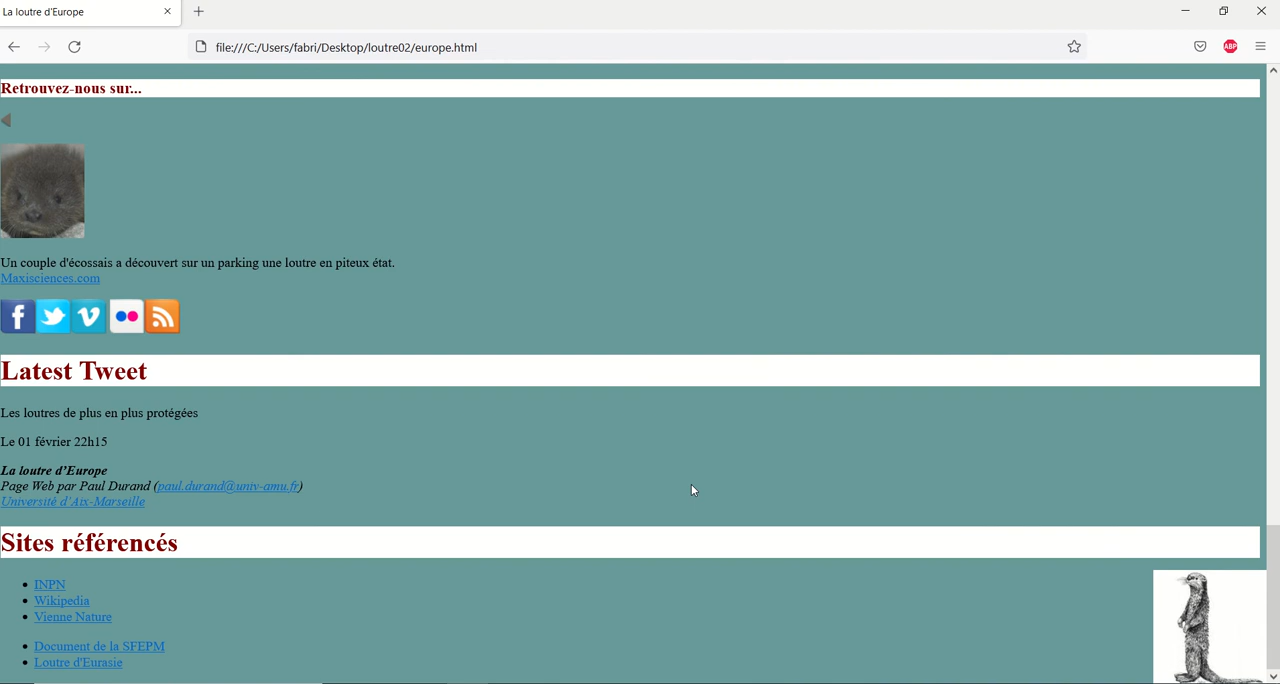 La loutre d'Europe
file:///C:/Users/fabri/Desktop/loutre02/europe.html
ABP
Retrouvez-nous sur...
Un couple d'écossais a découvert sur un parking une loutre en piteux état.
Maxisciences.com
Latest Tweet
Les loutres de plus en plus protégées
Le 01 février 22h15
La loutre d’Europe
Page Web par Paul Durand (paul.durand@univ-amu.fr)
Université d’Aix-Marseille
Sites référencés
INPN
Wikipedia
Vienne Nature
Document de la SFEPM
Loutre d'Eurasie